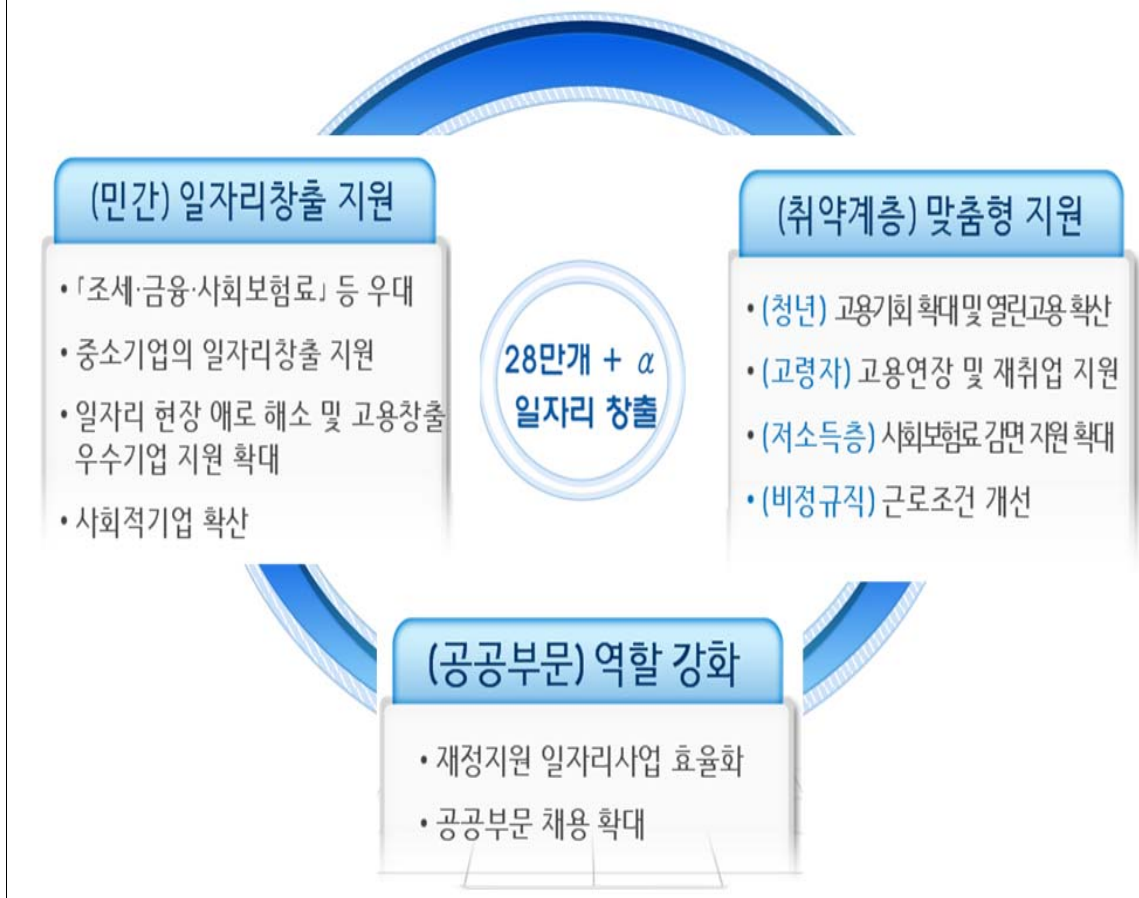 (민간) 일자리창출 지원
• 「조세·금융·사회보험료」 등 우대
• 중소기업의 일자리창출 지원
• 일자리 현장 애로 해소 및 고용창출
우수기업 지원 확대
• 사회적기업 확산
28만개 + α
일자리 창출
(취약계층) 맞춤형 지원
• (청년) 고용기회 확대 및 열린고용 확산
• (고령자) 고용연장 및 재취업 지원
• (저소득층) 사회보험료 감면 지원 확대
• (비정규직) 근로조건 개선
(공공부문) 역할 강화
• 재정지원 일자리사업 효율화
• 공공부문 채용 확대